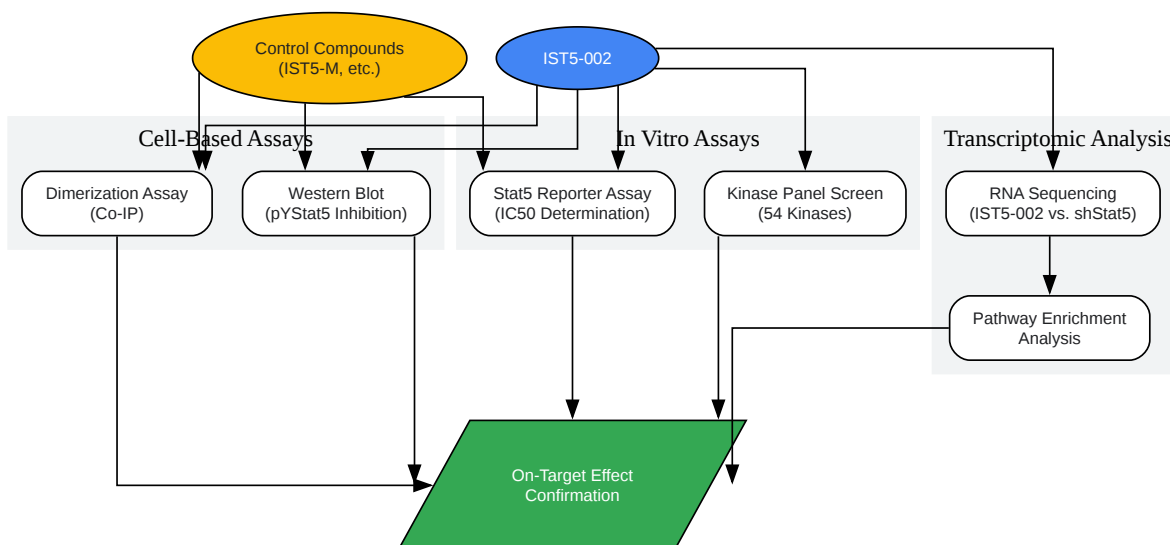 Control Compounds
(IST5-M, etc.)
IST5-002
Cell-Based Assays
In Vitro Assays
Transcriptomic Analysis
Dimerization Assay
(Co-IP)
Western Blot
(pYStat5 Inhibition)
Stat5 Reporter Assay
(IC50 Determination)
Kinase Panel Screen
(54 Kinases)
RNA Sequencing
(IST5-002 vs. shStat5)
Pathway Enrichment
Analysis
On-Target Effect
Confirmation